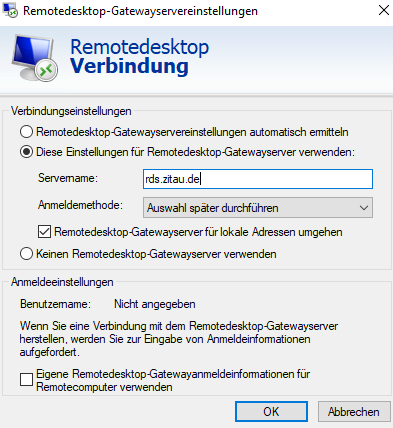 Remotedesktop-Gatewayservereinstellungen
Remotedesktop
Verbindung
Verbindungseinstellungen
Remotedesktop-Gatewayservereinstellungen automatisch ermitteln
Diese Einstellungen für Remotedesktop-Gatewayserver verwenden:
Servername: rds.zitau.de
Anmeldemethode: Auswahl später durchführen
Remotedesktop-Gatewayserver für lokale Adressen umgehen
Keinen Remotedesktop-Gatewayserver verwenden
Anmeldeeinstellungen
Benutzername: Nicht angegeben
Wenn Sie eine Verbindung mit dem Remotedesktop-Gatewayserver
herstellen, werden Sie zur Eingabe von Anmeldeinformationen
aufgefordert.
Eigene Remotedesktop-Gatewayanmeldeinformationen für
Remotecomputer verwenden
OK Abbrechen